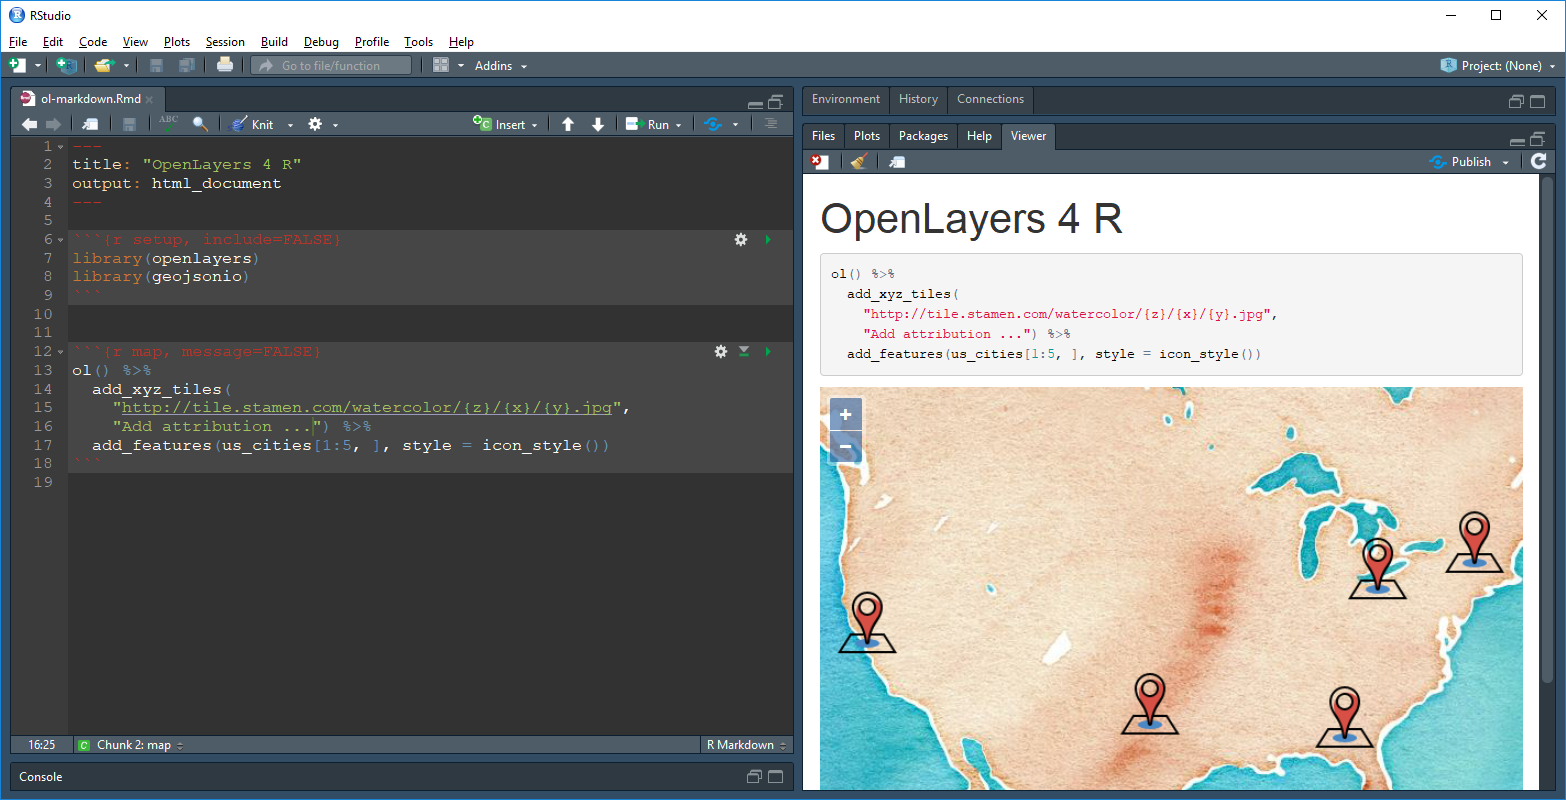 RStudio
File Edit Code View Plots Session Build Debug Profile Tools Help
Go to file/function Addins Project: (None)
ol-markdown.Rmd
ABC Knit Insert Run
1 ---
2 title: "OpenLayers 4 R"
3 output: html_document
4 ---
5
6 ```{r setup, include=FALSE}
7 library(openlayers)
8 library(geojsonio)
9 ```
10
11
12 ```{r map, message=FALSE}
13 ol() %>%
14 add_xyz_tiles(
15 "http://tile.stamen.com/watercolor/{z}/{x}/{y}.jpg",
16 "Add attribution ...") %>%
17 add_features(us_cities[1:5, ], style = icon_style())
18 ```
19
16:25 C Chunk 2: map R Markdown
Console
Environment History Connections
Files Plots Packages Help Viewer
Publish
OpenLayers 4 R
ol() %>%
add_xyz_tiles(
"http://tile.stamen.com/watercolor/{z}/{x}/{y}.jpg",
"Add attribution ...") %>%
add_features(us_cities[1:5, ], style = icon_style())
+
−